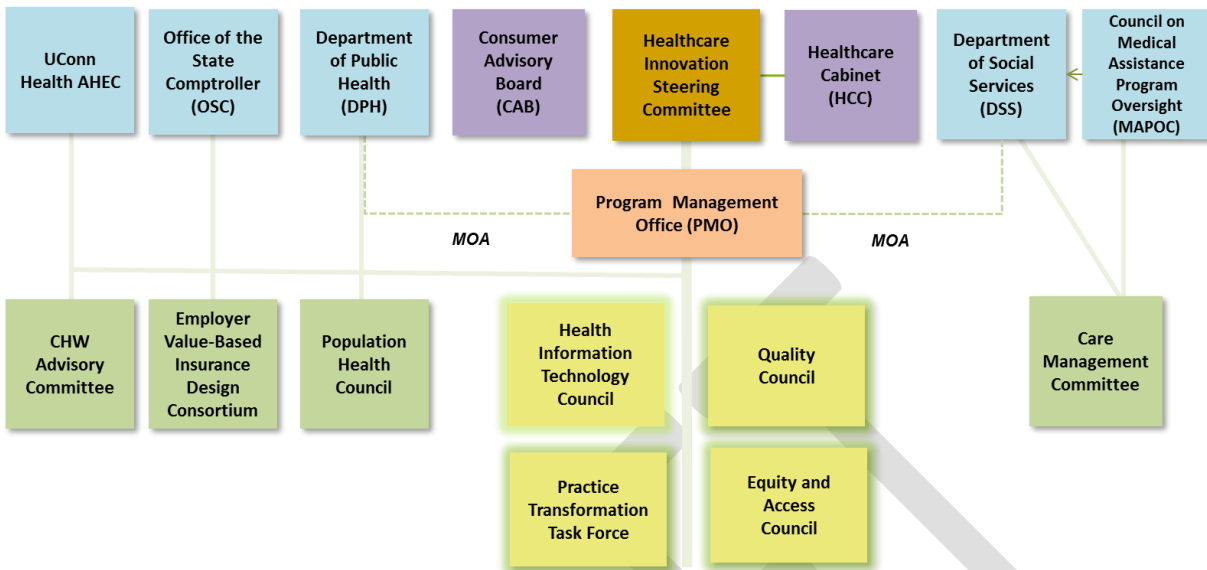 UConn
Health AHEC
Office of the
State
Comptroller
(OSC)
Department
of Public
Health
(DPH)
Consumer
Advisory
Board
(CAB)
Healthcare
Innovation
Steering
Committee
Healthcare
Cabinet
(HCC)
Department
of Social
Services
(DSS)
Council on
Medical
Assistance
Program
Oversight
(MAPOC)
Program Management
Office (PMO)
MOA
MOA
CHW
Advisory
Committee
Employer
Value-Based
Insurance
Design
Consortium
Population
Health
Council
Health
Information
Technology
Council
Quality
Council
Care
Management
Committee
Practice
Transformation
Task Force
Equity and
Access
Council